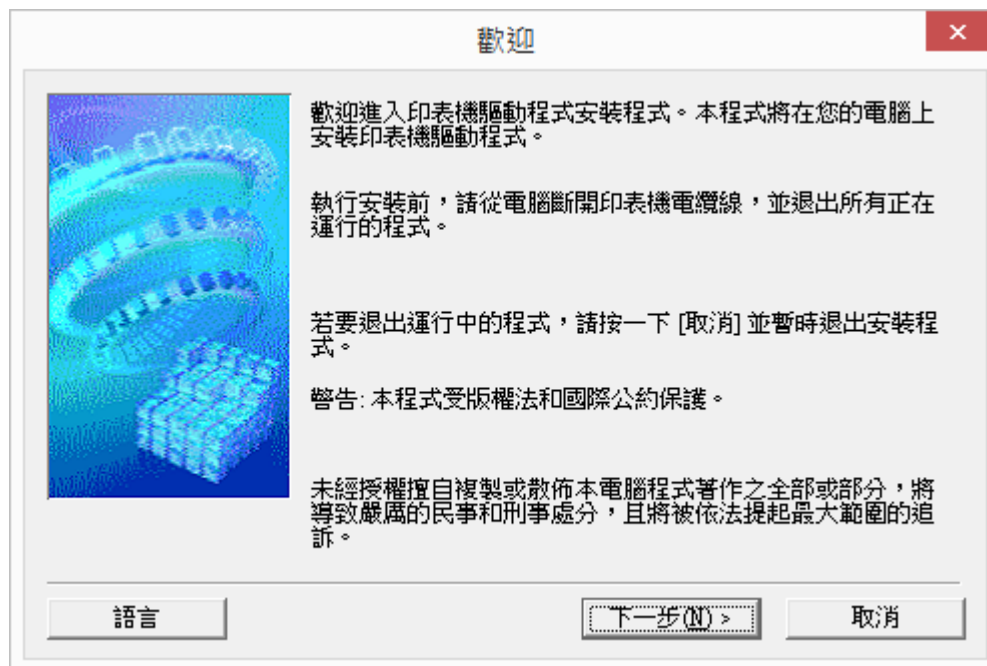 歡迎
歡迎進入印表機驅動程式安裝程式。本程式將在您的電腦上
安裝印表機驅動程式。
執行安裝前，請從電腦斷開印表機電纜線，並退出所有正在
運行的程式。
若要退出運行中的程式，請按一下 [取消] 並暫時退出安裝程
式。
警告: 本程式受版權法和國際公約保護。
未經授權擅自複製或散佈本電腦程式著作之全部或部分，將
導致嚴厲的民事和刑事處分，且將被依法提起最大範圍的追
訴。
語言
下一步(N) >
取消